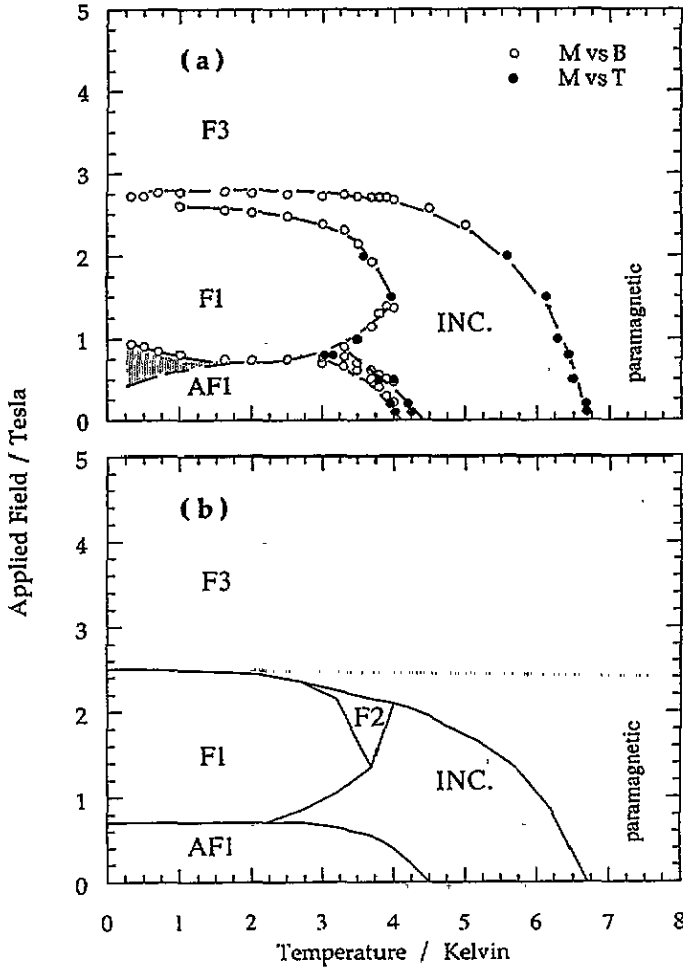 5
(a)
○ M vs B
● M vs T
4
F3
3
2
F1
INC.
1
AF1
0
paramagnetic
Applied Field / Tesla
5
(b)
4
F3
3
F2
2
F1
INC.
1
AF1
0
paramagnetic
0 1 2 3 4 5 6 7 8
Temperature / Kelvin